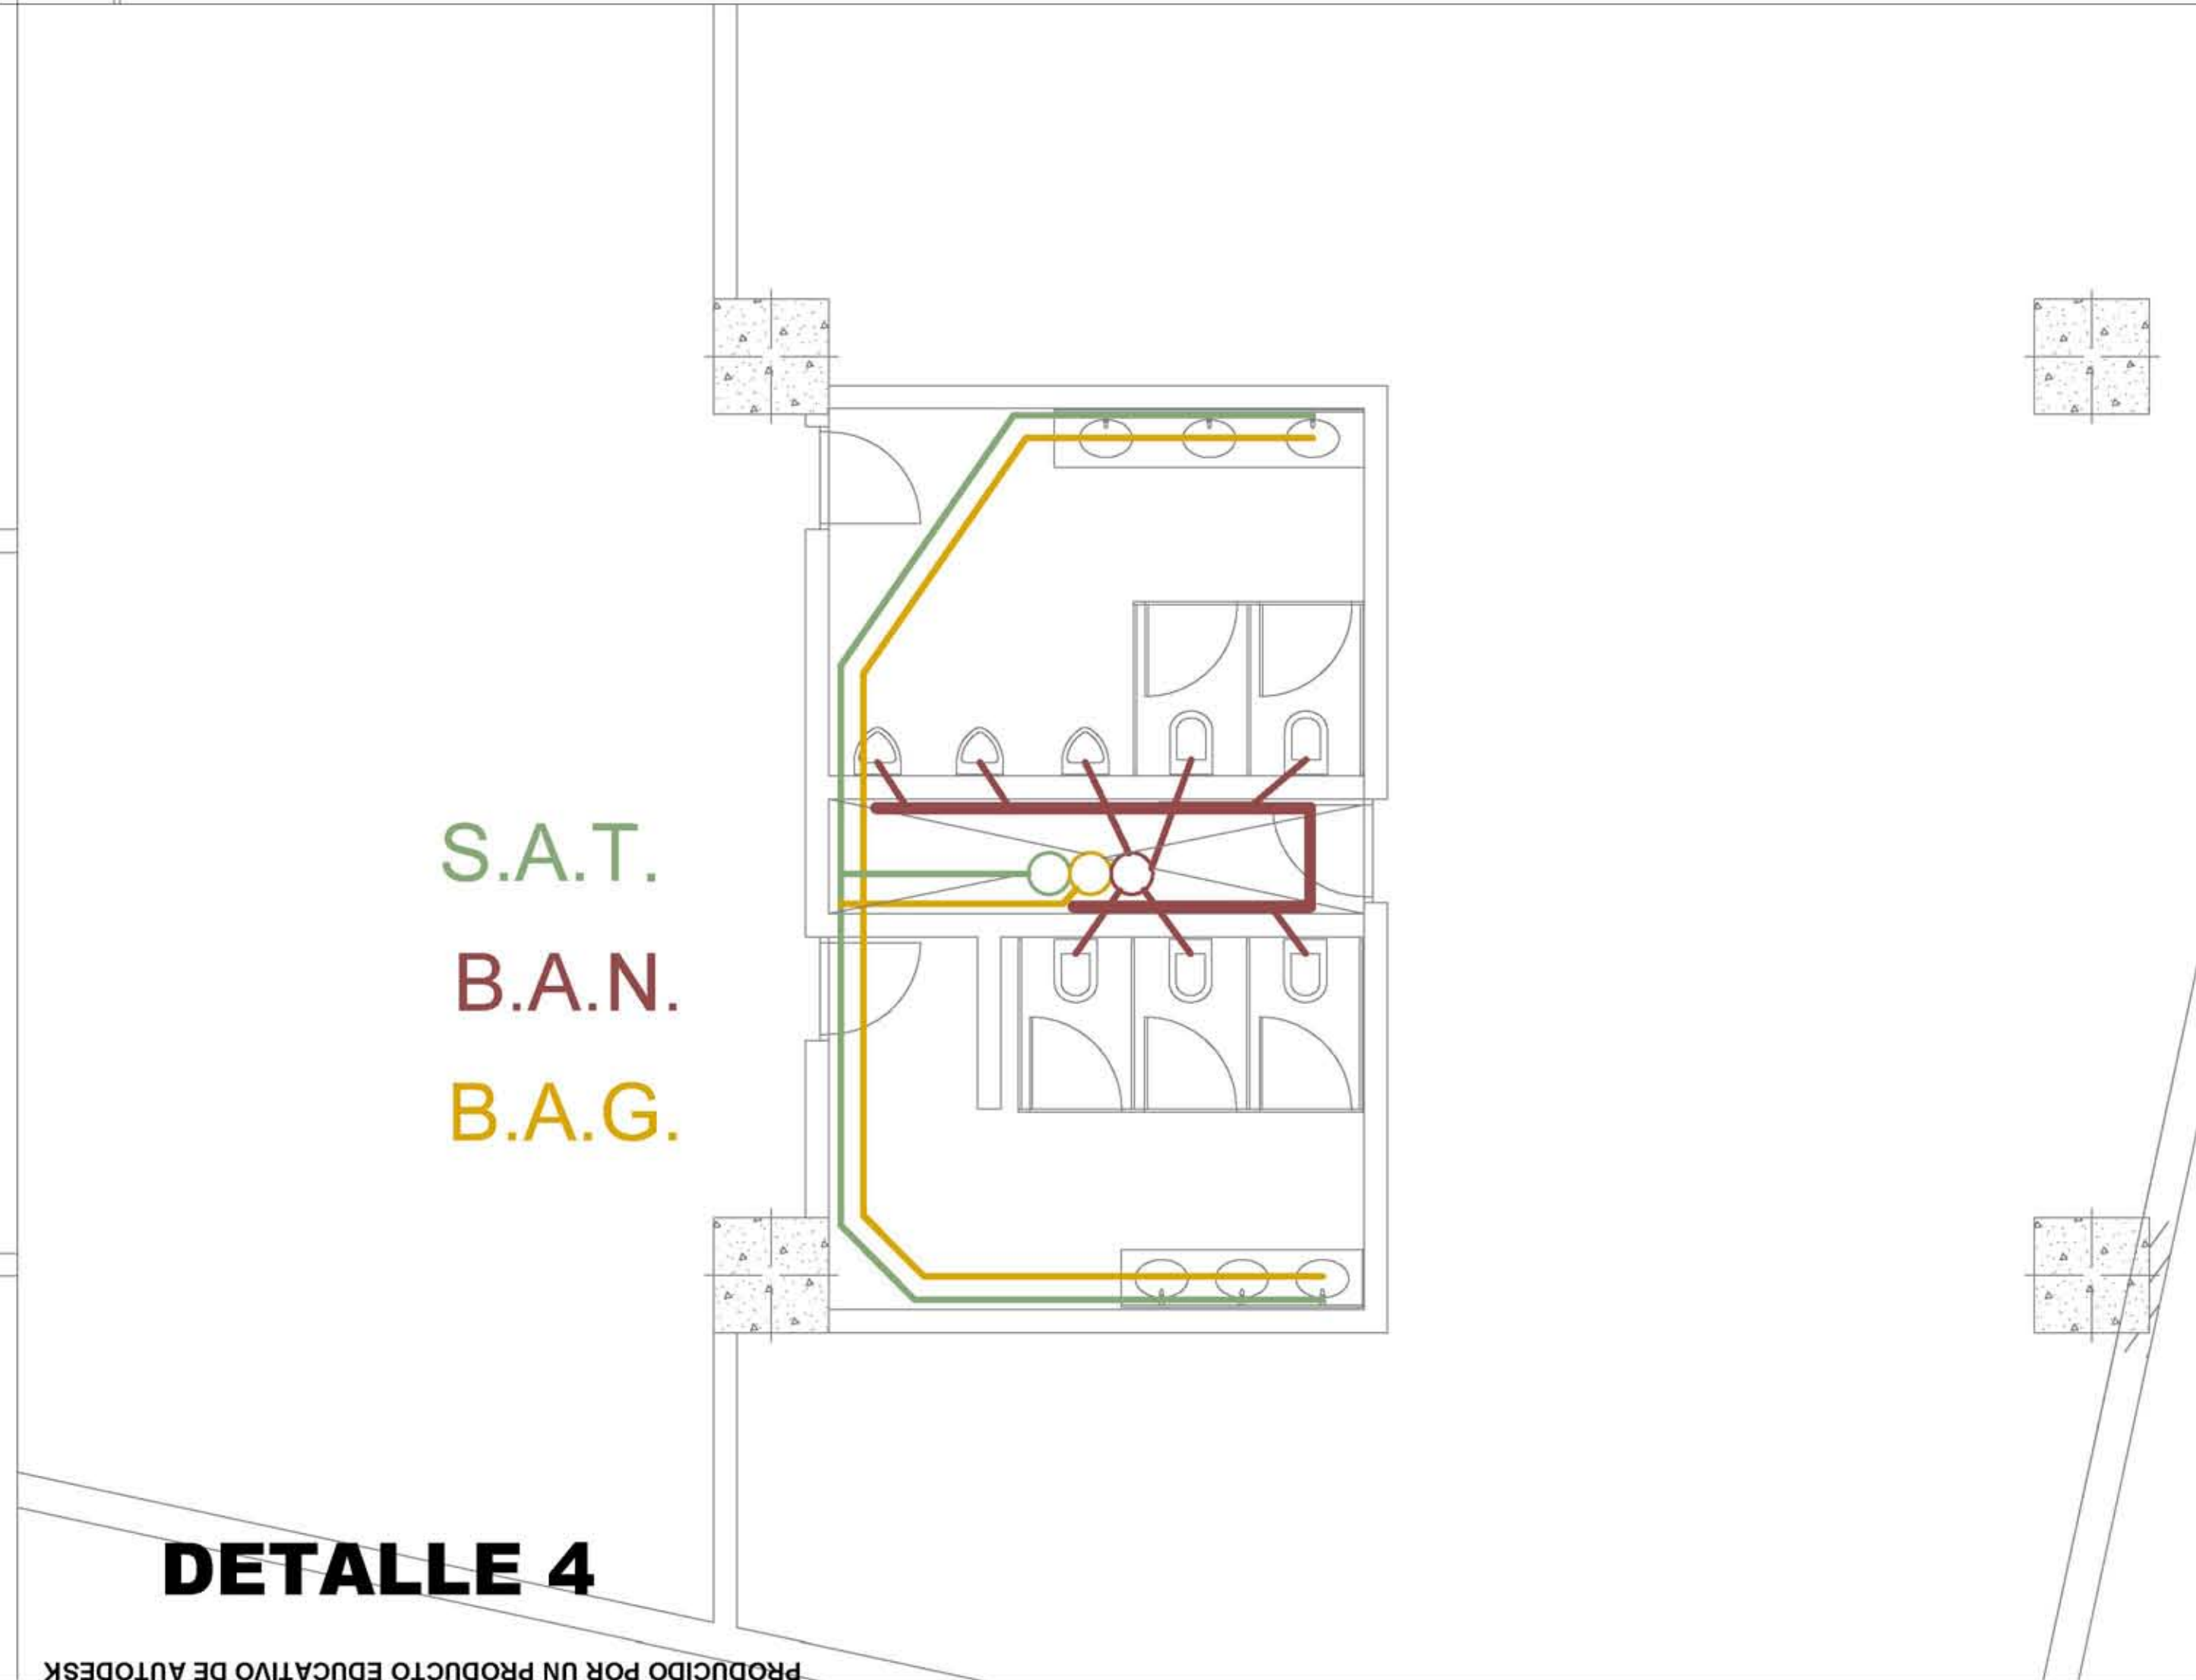 S.A.T.
B.A.N.
B.A.G.
DETALLE 4
PRODUCIDO POR UN PRODUCTO EDUCATIVO DE AUTODESK